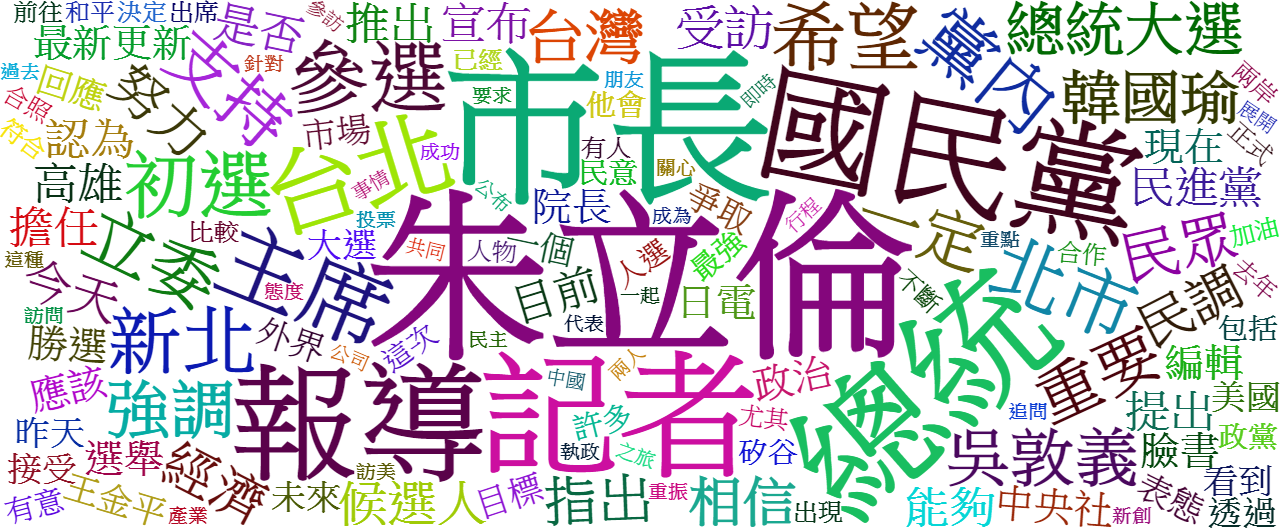 前往
和平
決定
出席
是否
參訪
推出
宣布
台灣
受訪
希望
黨內
總統大選
最新
更新
支持
針對
參選
市長
已經
朋友
即時
兩岸
過去
回應
努力
要求
他會
國民黨
韓國瑜
展開
合照
符合
認為
市場
有人
民意
關心
現在
正式
初選
台北
成功
高雄
事情
公布
院長
成為
爭取
行程
一定
民進黨
擔任
立委
比較
主席
投票
朱立倫
大選
人物
一個
人選
最強
重點
北市
合作
民眾
加油
這種
今天
態度
共同
目前
一起
日電
不斷
去年
訪問
新北
外界
代表
總統
民調
包括
勝選
公司
這次
民主
兩人
政治
重要
編輯
應該
強調
報導
記者
中國
許多
尤其
追問
提出
美國
昨天
選舉
執政
之旅
矽谷
吳敦義
臉書
政黨
接受
經濟
訪美
有意
王金平
產業
未來
候選人
目標
指出
重振
相信
出現
能夠
中央社
新創
表態
看到
透過